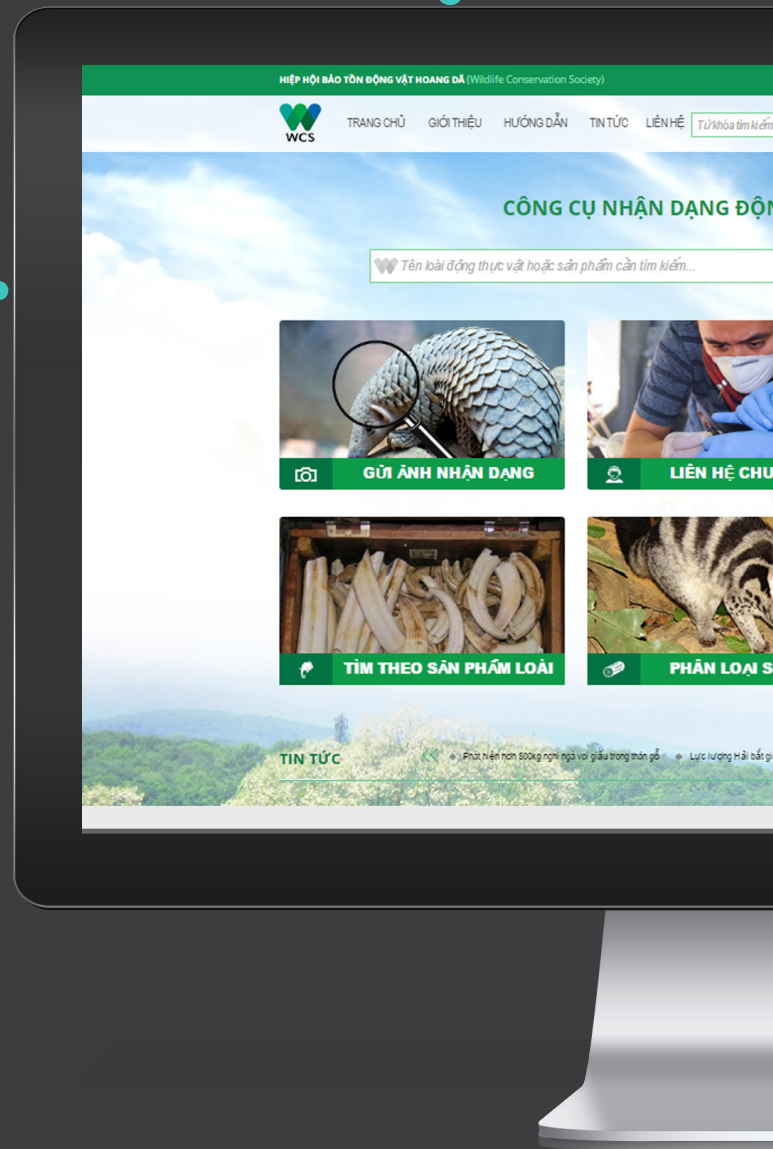 HIỆP HỘI BẢO TỒN ĐỘNG VẬT HOANG DÃ (Wildlife Conservation Society)
WCS
TRANG CHỦ GIỚI THIỆU HƯỚNG DẪN TIN TỨC LIÊN HỆ Từ khóa tìm kiếm
CÔNG CỤ NHẬN DẠNG ĐỘN
Tên loài động thực vật hoặc sản phẩm cần tìm kiếm...
GỬI ẢNH NHẬN DẠNG
LIÊN HỆ CHU
TÌM THEO SẢN PHẨM LOÀI
PHÂN LOẠI S
TIN TỨC
Phát hiện hơn 500kg nghi ngà voi giấu trong thân gỗ Lực lượng Hải bắt gi